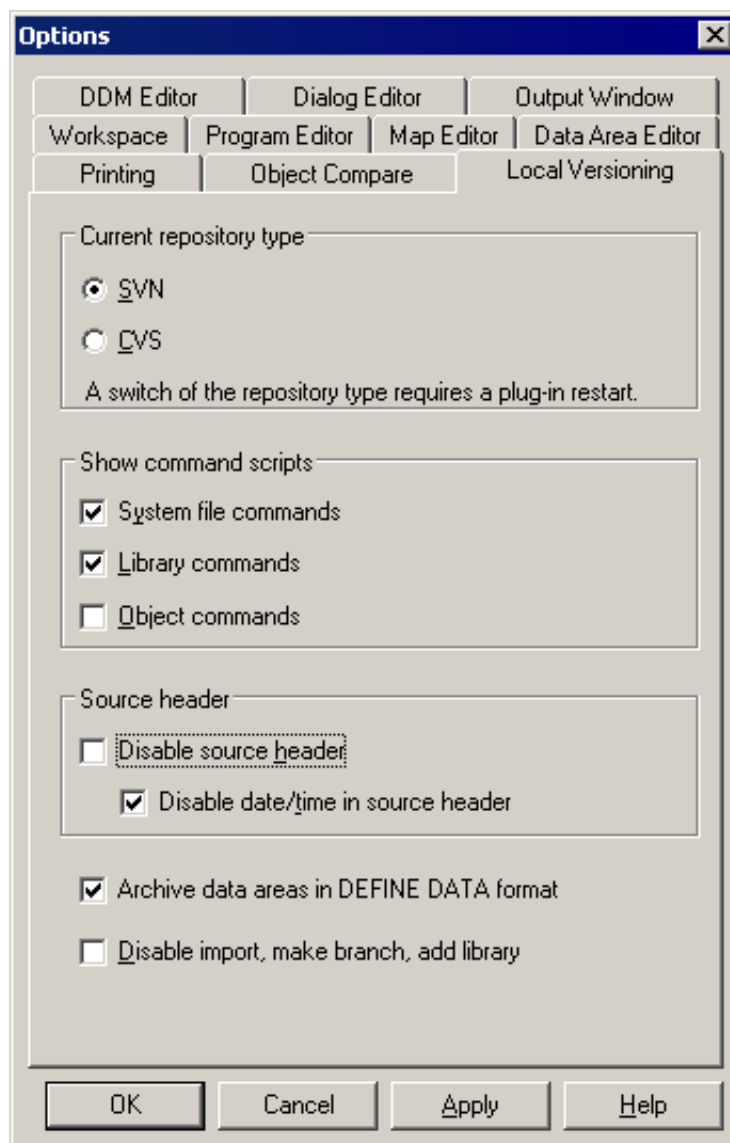 Options
DDM Editor Dialog Editor Output Window
Workspace Program Editor Map Editor Data Area Editor
Printing Object Compare Local Versioning
Current repository type
SVN
CVS
A switch of the repository type requires a plug-in restart.
Show command scripts
System file commands
Library commands
Object commands
Source header
Disable source header
Disable date/time in source header
Archive data areas in DEFINE DATA format
Disable import, make branch, add library
OK Cancel Apply Help